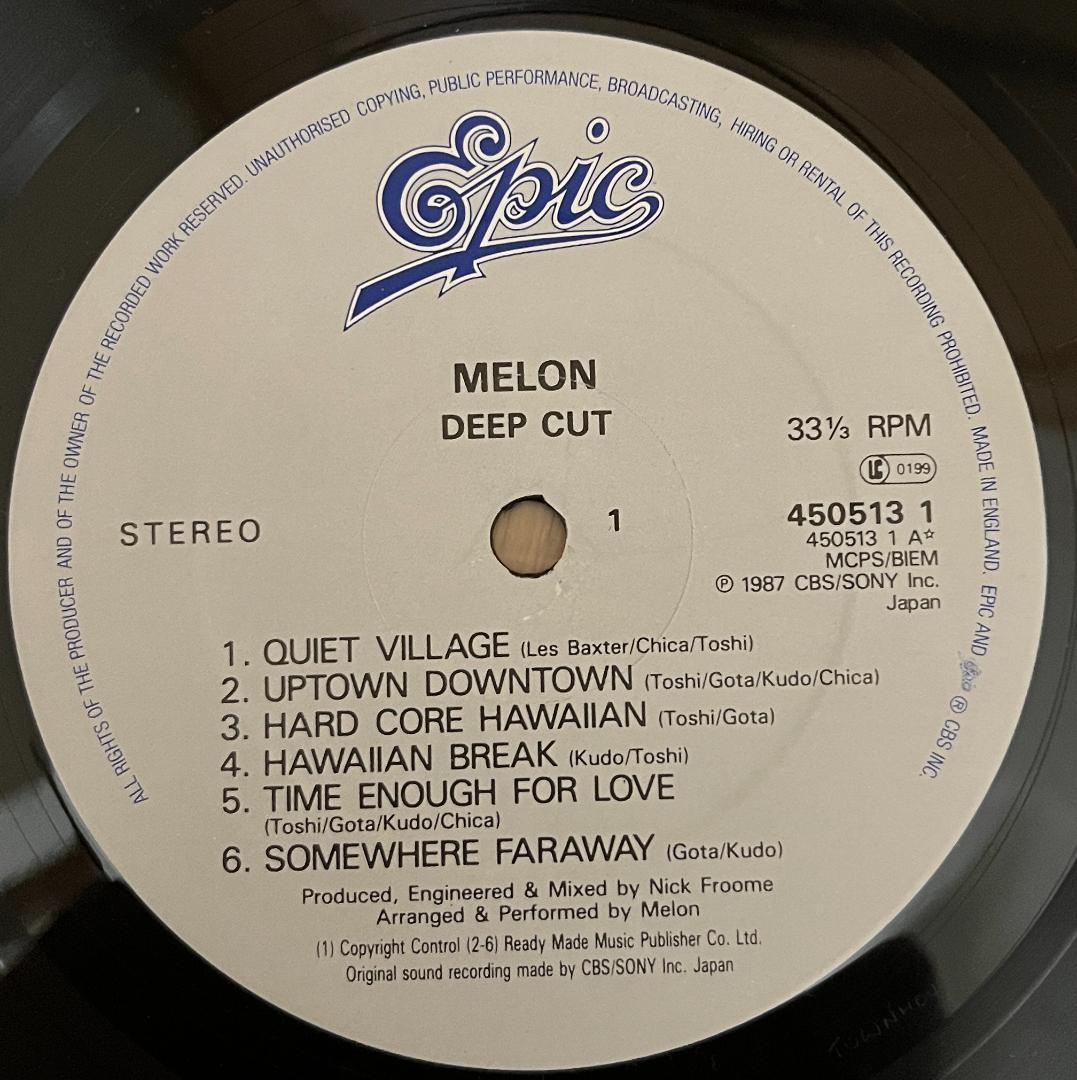 ALL RIGHTS OF THE PRODUCER AND OF THE OWNER OF THE RECORDED WORK RESERVED. UNAUTHORISED COPYING, PUBLIC PERFORMANCE, BROADCASTING, HIRING OR RENTAL OF THIS RECORDING PROHIBITED. MADE IN ENGLAND. EPIC AND Epic ® CBS INC.
Epic
MELON
DEEP CUT
33⅓ RPM
LC 0199
STEREO
1
450513 1
450513 1 A☆
MCPS/BIEM
℗ 1987 CBS/SONY Inc.
Japan
1. QUIET VILLAGE (Les Baxter/Chica/Toshi)
2. UPTOWN DOWNTOWN (Toshi/Gota/Kudo/Chica)
3. HARD CORE HAWAIIAN (Toshi/Gota)
4. HAWAIIAN BREAK (Kudo/Toshi)
5. TIME ENOUGH FOR LOVE
(Toshi/Gota/Kudo/Chica)
6. SOMEWHERE FARAWAY (Gota/Kudo)
Produced, Engineered & Mixed by Nick Froome
Arranged & Performed by Melon
(1) Copyright Control (2-6) Ready Made Music Publisher Co. Ltd.
Original sound recording made by CBS/SONY Inc. Japan